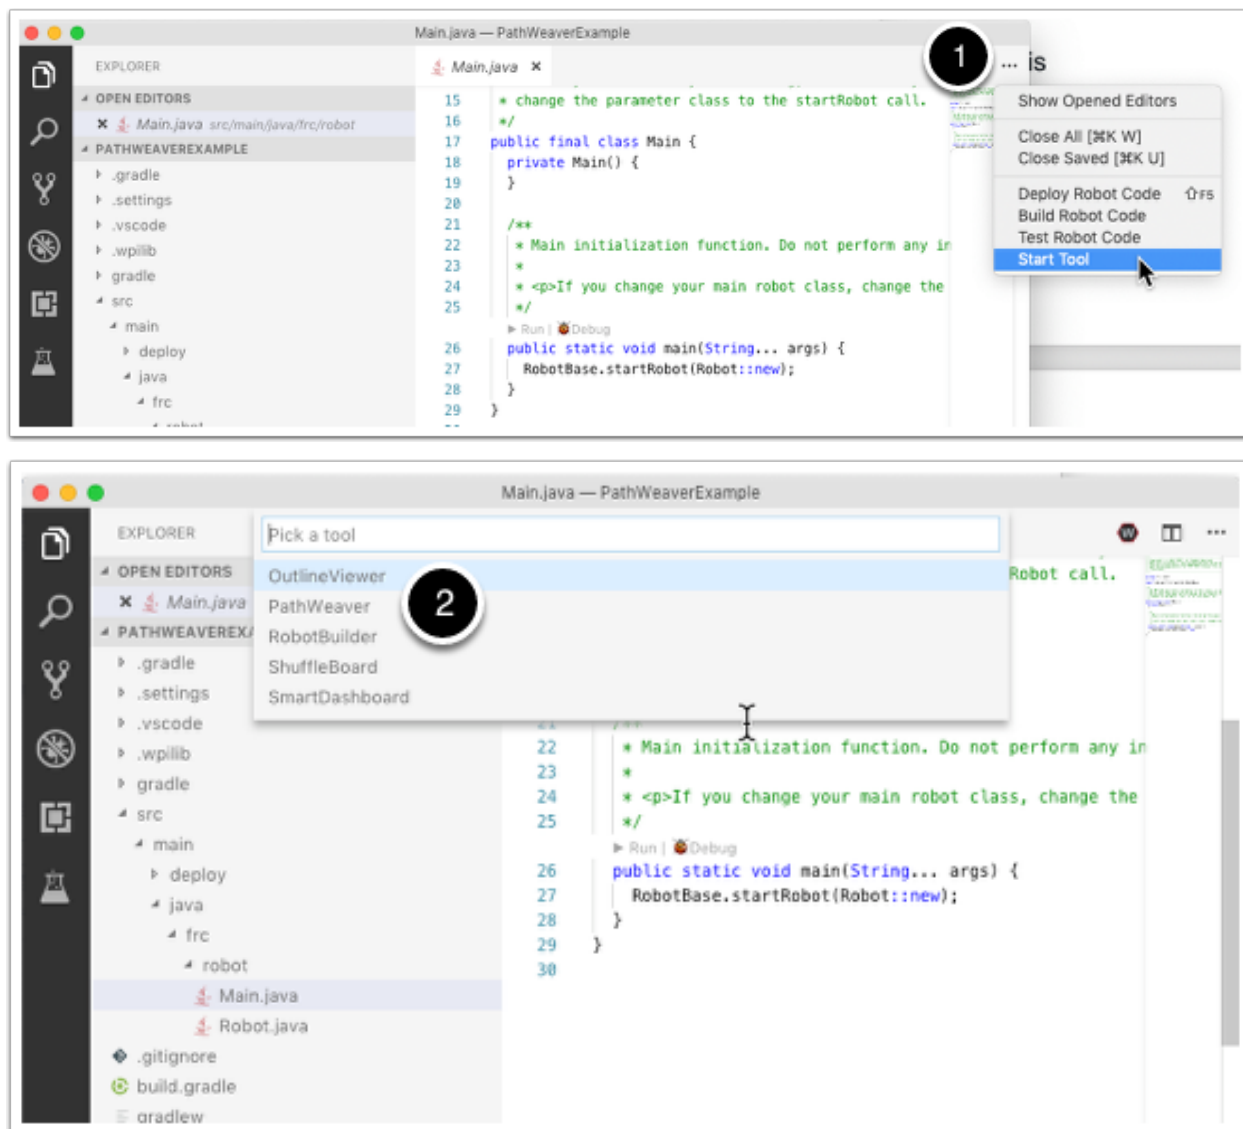 Main.java — PathWeaverExample
EXPLORER
OPEN EDITORS
Main.java src/main/java/frc/robot
PATHWEAVEREXAMPLE
.gradle
.settings
.vscode
.wpilib
gradle
src
main
deploy
java
frc
robot
Main.java
15 * change the parameter class to the startRobot call.
16 */
17 public final class Main {
18 private Main() {
19 }
20
21 /**
22 * Main initialization function. Do not perform any in
23 *
24 * <p>If you change your main robot class, change the
25 */
Run | Debug
26 public static void main(String... args) {
27 RobotBase.startRobot(Robot::new);
28 }
29 }
1
... is
Show Opened Editors
Close All [⌘K W]
Close Saved [⌘K U]
Deploy Robot Code ⇧F5
Build Robot Code
Test Robot Code
Start Tool
Main.java — PathWeaverExample
EXPLORER
OPEN EDITORS
Main.java
PATHWEAVEREXA
.gradle
.settings
.vscode
.wpilib
gradle
src
main
deploy
java
frc
robot
Main.java
Robot.java
.gitignore
build.gradle
gradlew
Pick a tool
OutlineViewer
PathWeaver
RobotBuilder
ShuffleBoard
SmartDashboard
2
W
...
Robot call.
21 /**
22 * Main initialization function. Do not perform any in
23 *
24 * <p>If you change your main robot class, change the
25 */
Run | Debug
26 public static void main(String... args) {
27 RobotBase.startRobot(Robot::new);
28 }
29 }
30